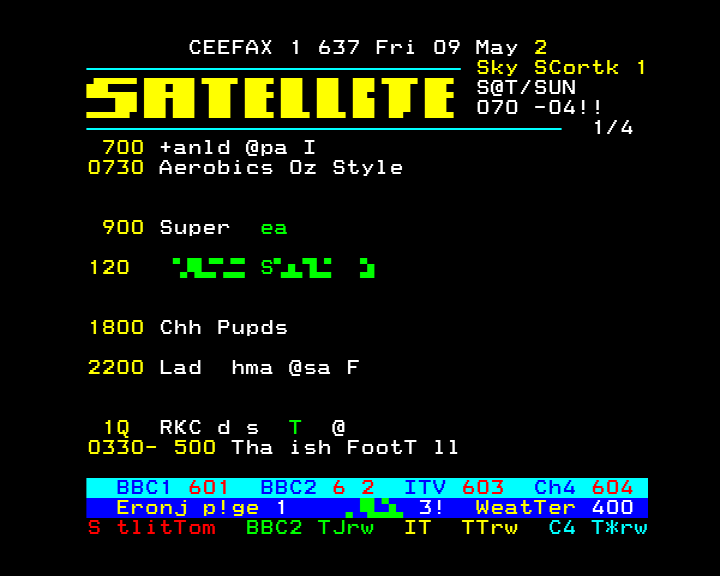 CEEFAX 1 637 Fri 09 May 2
Sky SCortk 1
SATELLITE
S@T/SUN
070 -04!!
1/4
700 +anld @pa I
0730 Aerobics Oz Style
900 Super ea
120 S
1800 Chh Pupds
2200 Lad hma @sa F
1Q RKC d s T @
0330- 500 Tha ish FootT ll
BBC1 601 BBC2 6 2 ITV 603 Ch4 604
Eronj p!ge 1 3! WeatTer 400
S tlitTom BBC2 TJrw IT TTrw C4 T*rw